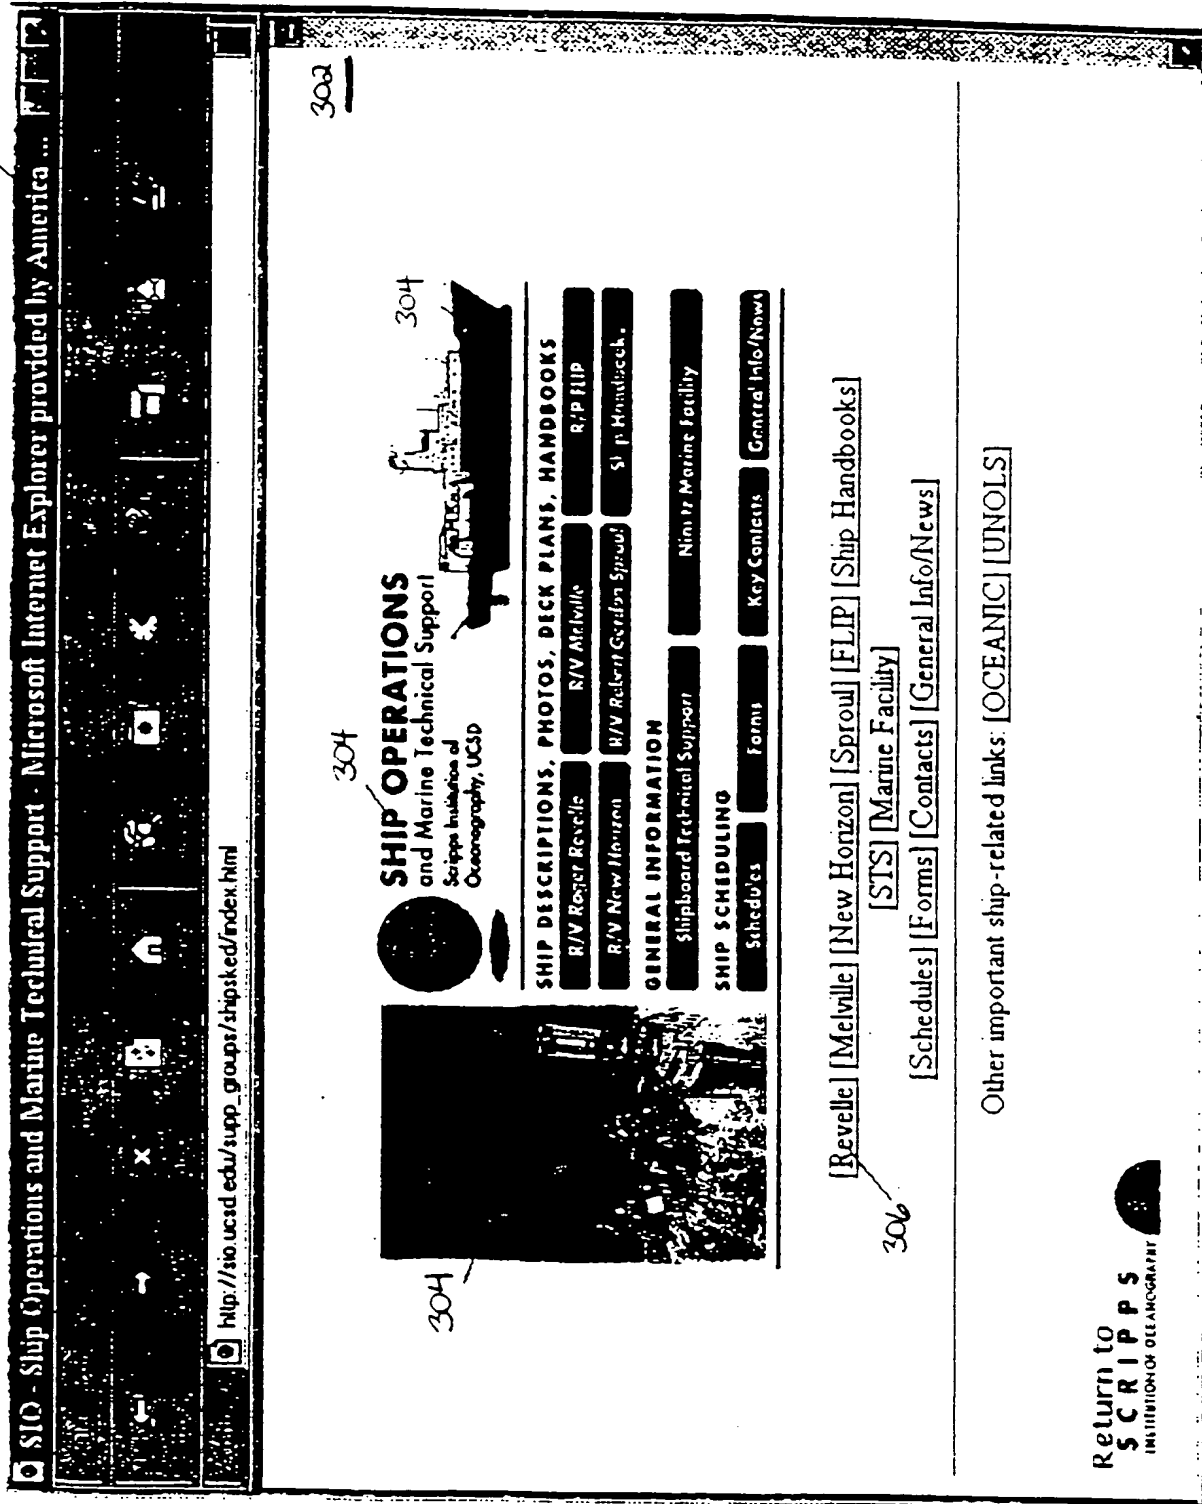 SIO - Ship Operations and Marine Technical Support - Microsoft Internet Explorer provided by America ...
http://sio.ucsd.edu/supp_groups/shipsked/index.html
302
304
304
304
SHIP OPERATIONS
and Marine Technical Support
Scripps Institution of
Oceanography, UCSD
SHIP DESCRIPTIONS, PHOTOS, DECK PLANS, HANDBOOKS
R/V Roger Revelle R/V Melville R/P FLIP
R/V New Horizon R/V Robert Gordon Sproul Ship Handbook
GENERAL INFORMATION
Shipboard Technical Support Nimitz Marine Facility
SHIP SCHEDULING
Schedules Forms Key Contacts General Info/News
[Revelle] [Melville] [New Horizon] [Sproul] [FLIP] [Ship Handbooks]
[STS] [Marine Facility]
[Schedules] [Forms] [Contacts] [General Info/News]
306
Other important ship-related links: [OCEANIC] [UNOLS]
Return to
SCRIPPS
INSTITUTION OF OCEANOGRAPHY